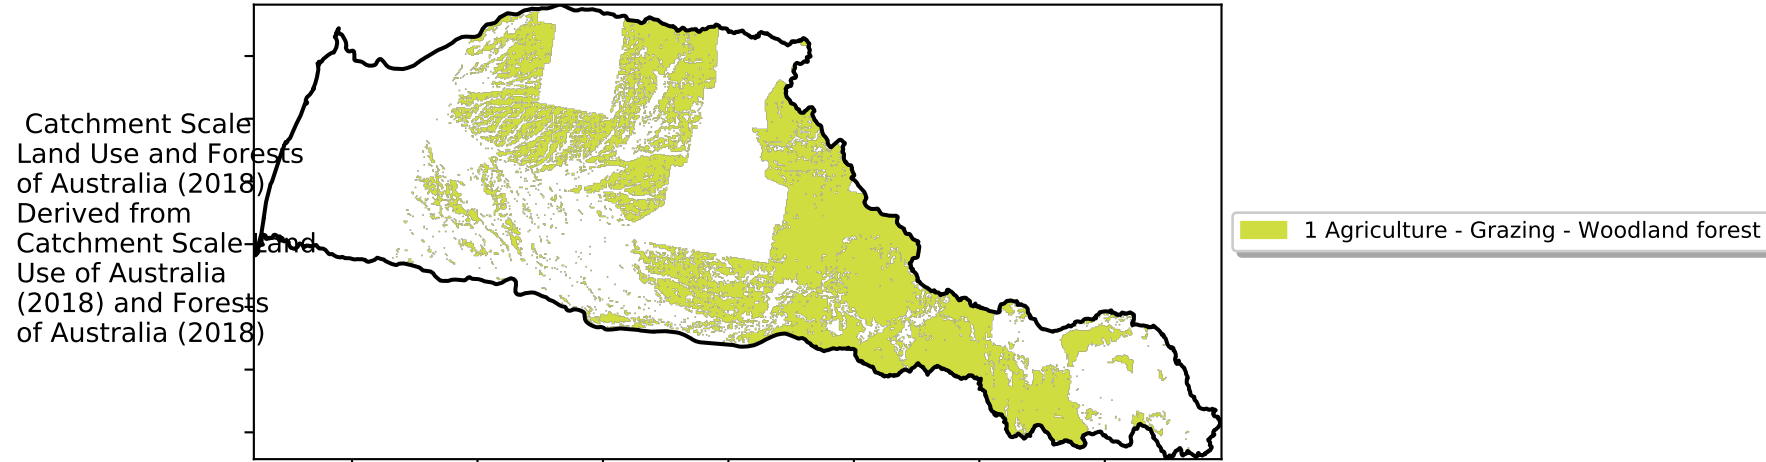 Catchment Scale
Land Use and Forests
of Australia (2018)
Derived from
Catchment Scale Land
Use of Australia
(2018) and Forests
of Australia (2018)
1 Agriculture - Grazing - Woodland forest